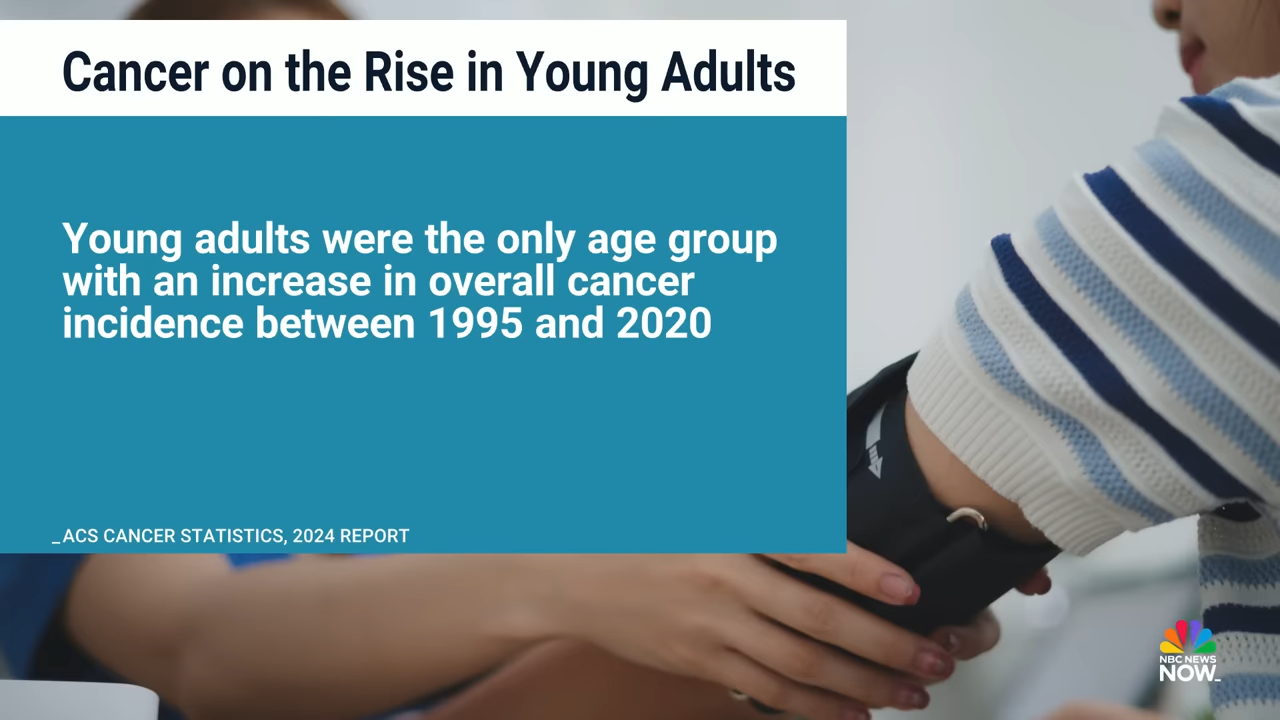 Cancer on the Rise in Young Adults
Young adults were the only age group
with an increase in overall cancer
incidence between 1995 and 2020
_ACS CANCER STATISTICS, 2024 REPORT
NBC NEWS
NOW_